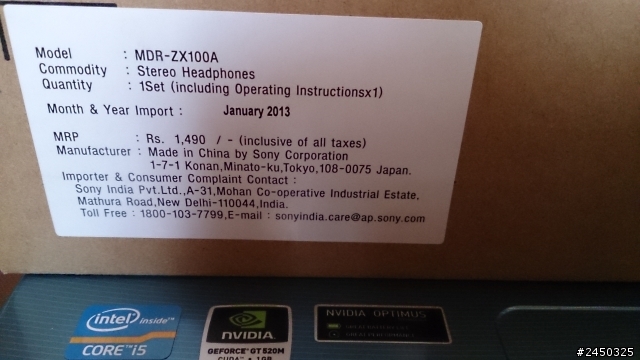 Model : MDR-ZX100A
Commodity : Stereo Headphones
Quantity : 1Set (including Operating Instructionsx1)
Month & Year Import : January 2013
MRP : Rs. 1,490 / - (inclusive of all taxes)
Manufacturer : Made in China by Sony Corporation
1-7-1 Konan,Minato-ku,Tokyo,108-0075 Japan.
Importer & Consumer Complaint Contact :
Sony India Pvt.Ltd.,A-31,Mohan Co-operative Industrial Estate,
Mathura Road,New Delhi-110044,India.
Toll Free : 1800-103-7799,E-mail : sonyindia.care@ap.sony.com
intel inside™
CORE™ i5
NVIDIA
GEFORCE® GT 520M
CUDA™ 1GB
NVIDIA OPTIMUS
#2450325